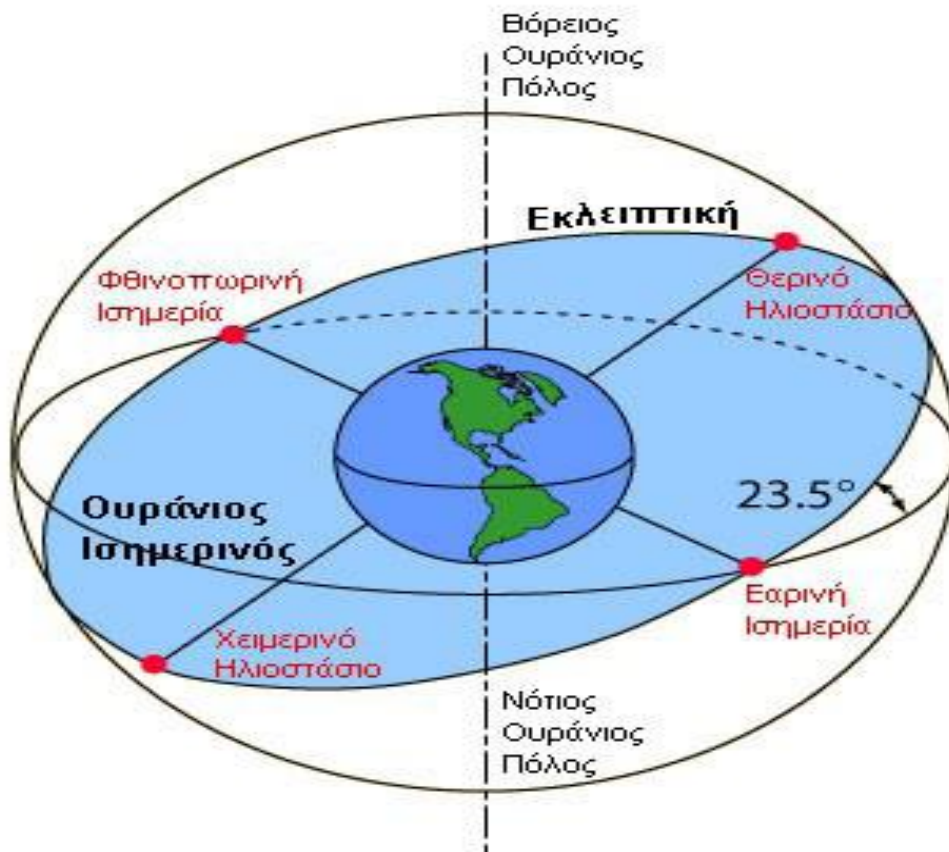 Βόρειος
Ουράνιος
Πόλος
Εκλειπτική
Φθινοπωρινή
Ισημερία
Θερινό
Ηλιοστάσιο
23.5°
Ουράνιος
Ισημερινός
Εαρινή
Ισημερία
Χειμερινό
Ηλιοστάσιο
Νότιος
Ουράνιος
Πόλος